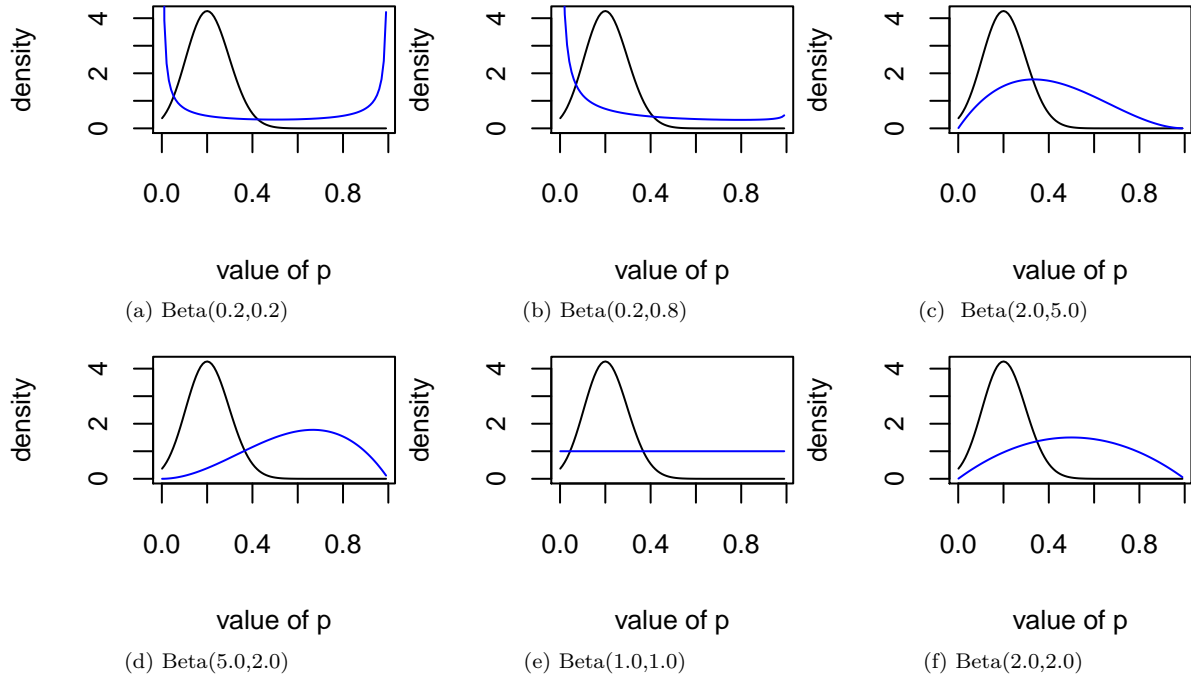 density
4
2
0
0.0 0.4 0.8
value of p
(a) Beta(0.2,0.2)
density
4
2
0
0.0 0.4 0.8
value of p
(b) Beta(0.2,0.8)
density
4
2
0
0.0 0.4 0.8
value of p
(c) Beta(2.0,5.0)
density
4
2
0
0.0 0.4 0.8
value of p
(d) Beta(5.0,2.0)
density
4
2
0
0.0 0.4 0.8
value of p
(e) Beta(1.0,1.0)
density
4
2
0
0.0 0.4 0.8
value of p
(f) Beta(2.0,2.0)